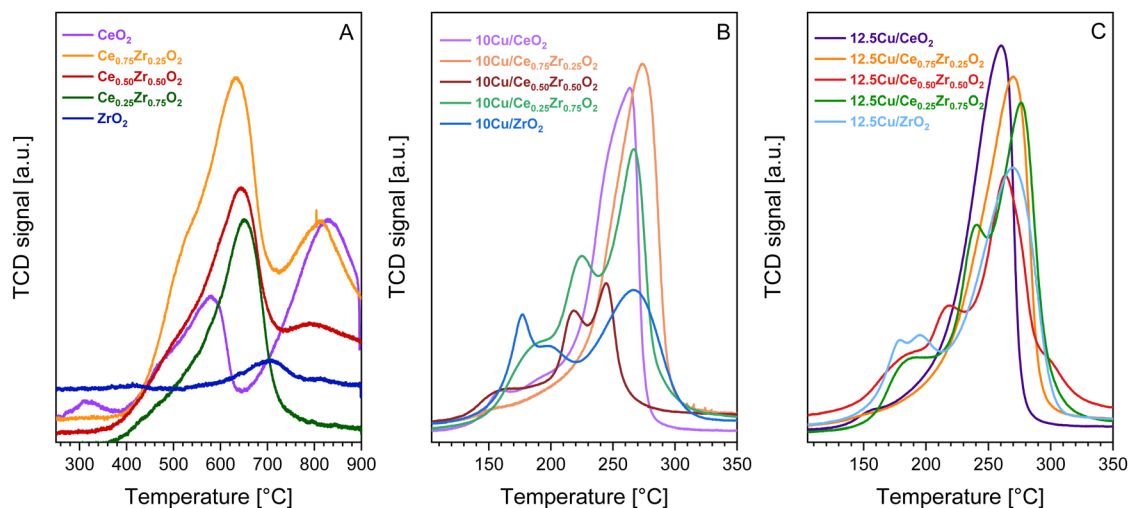 A
CeO₂
Ce₀.₇₅Zr₀.₂₅O₂
Ce₀.₅₀Zr₀.₅₀O₂
Ce₀.₂₅Zr₀.₇₅O₂
ZrO₂
TCD signal [a.u.]
300 400 500 600 700 800 900
Temperature [°C]
B
10Cu/CeO₂
10Cu/Ce₀.₇₅Zr₀.₂₅O₂
10Cu/Ce₀.₅₀Zr₀.₅₀O₂
10Cu/Ce₀.₂₅Zr₀.₇₅O₂
10Cu/ZrO₂
TCD signal [a.u.]
150 200 250 300 350
Temperature [°C]
C
12.5Cu/CeO₂
12.5Cu/Ce₀.₇₅Zr₀.₂₅O₂
12.5Cu/Ce₀.₅₀Zr₀.₅₀O₂
12.5Cu/Ce₀.₂₅Zr₀.₇₅O₂
12.5Cu/ZrO₂
TCD signal [a.u.]
150 200 250 300 350
Temperature [°C]